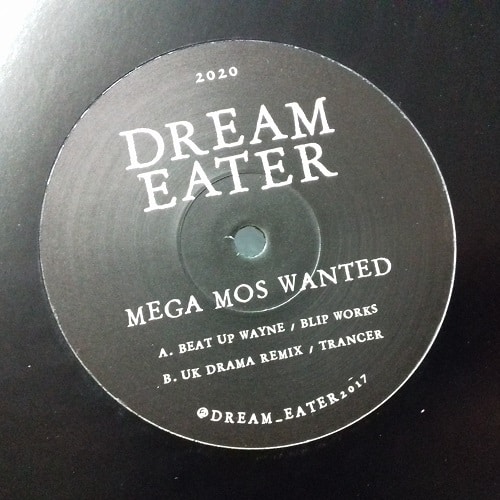 2020
DREAM
EATER
MEGA MOS WANTED
A. BEAT UP WAYNE / BLIP WORKS
B. UK DRAMA REMIX / TRANCER
@DREAM_EATER2017